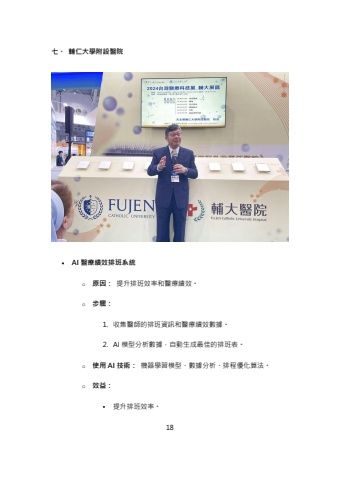 七、 輔仁大學附設醫院
2024台灣醫療科技展 輔大展區
FUJEN
CATHOLIC UNIVERSITY
輔大醫院
Fu Jen Catholic University Hospital
• AI 醫療績效排班系統
o 原因： 提升排班效率和醫療績效。
o 步驟：
1. 收集醫師的排班資訊和醫療績效數據。
2. AI 模型分析數據，自動生成最佳的排班表。
o 使用 AI 技術： 機器學習模型、數據分析、排程優化算法。
o 效益：
• 提升排班效率。
18